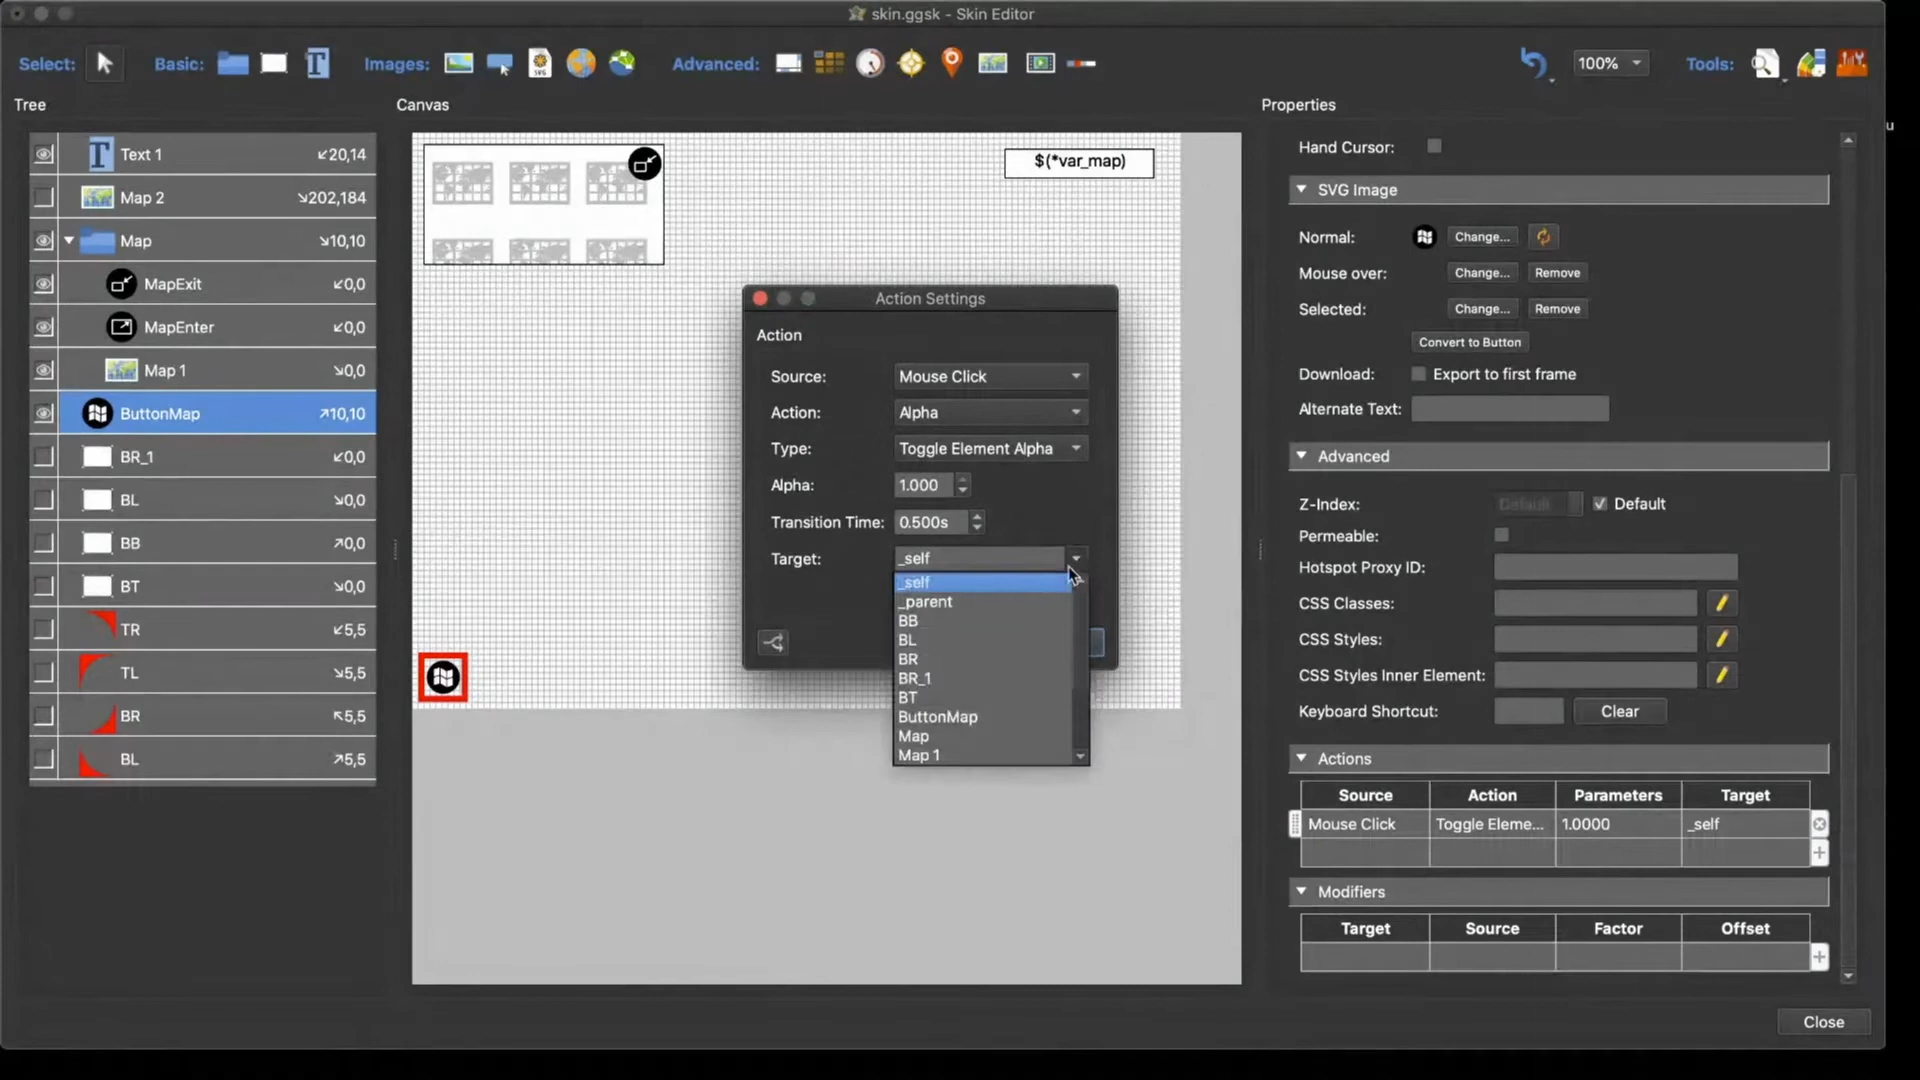 skin.ggsk - Skin Editor
Select: Basic: T Images: SVG Advanced: 100% Tools:
Tree Canvas Properties
u
T Text 1 ↙20,14
Map 2 ↘202,184
Map ↘10,10
MapExit ↙0,0
MapEnter ↙0,0
Map 1 ↘0,0
ButtonMap ↗10,10
BR_1 ↙0,0
BL ↘0,0
BB ↗0,0
BT ↘0,0
TR ↙5,5
TL ↘5,5
BR ↖5,5
BL ↗5,5
$(*var_map)
Action Settings
Action
Source: Mouse Click
Action: Alpha
Type: Toggle Element Alpha
Alpha: 1.000
Transition Time: 0.500s
Target: _self
_self
_parent
BB
BL
BR
BR_1
BT
ButtonMap
Map
Map 1
Hand Cursor:
SVG Image
Normal: Change...
Mouse over: Change... Remove
Selected: Change... Remove
Convert to Button
Download: Export to first frame
Alternate Text:
Advanced
Z-Index: Default Default
Permeable:
Hotspot Proxy ID:
CSS Classes:
CSS Styles:
CSS Styles Inner Element:
Keyboard Shortcut: Clear
Actions
Source Action Parameters Target
Mouse Click Toggle Eleme... 1.0000 _self
Modifiers
Target Source Factor Offset
Close